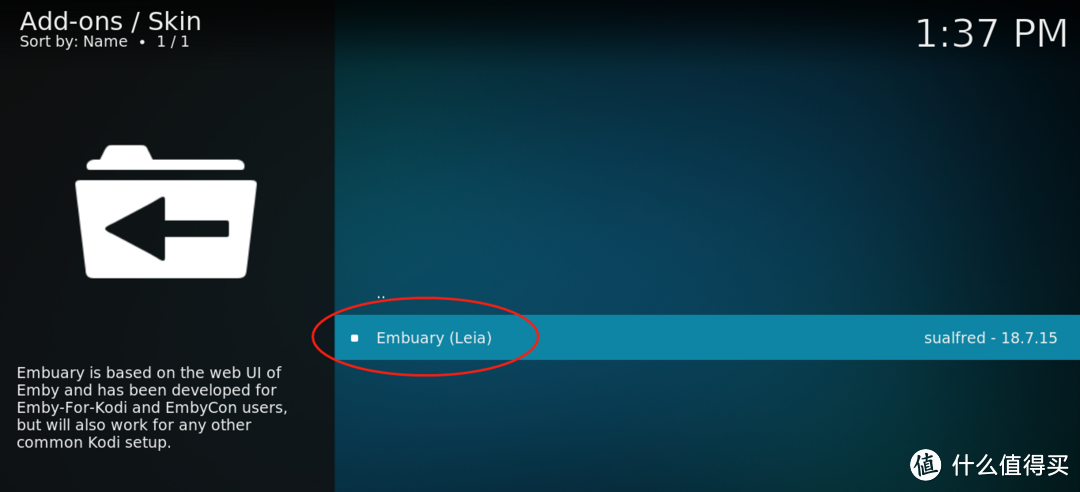 Add-ons / Skin
Sort by: Name • 1 / 1
1:37 PM
..
Embuary (Leia)
sualfred - 18.7.15
Embuary is based on the web UI of
Emby and has been developed for
Emby-For-Kodi and EmbyCon users,
but will also work for any other
common Kodi setup.
值 什么值得买